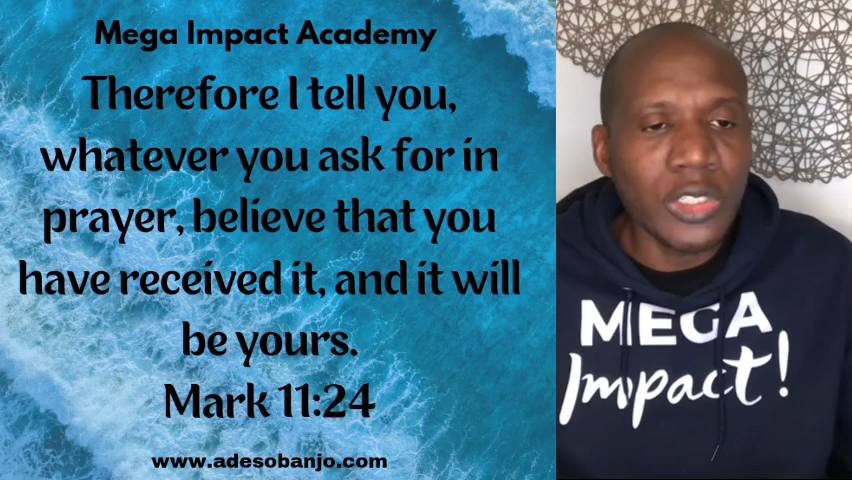 Mega Impact Academy
Therefore I tell you,
whatever you ask for in
prayer, believe that you
have received it, and it will
be yours.
Mark 11:24
www.adesobanjo.com
MEGA
Impact!